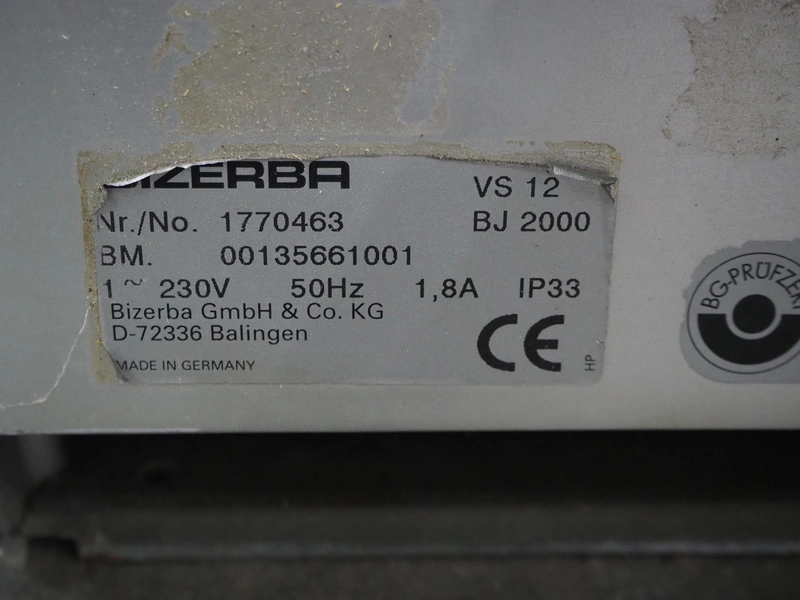 BIZERBA VS 12
Nr./No. 1770463 BJ 2000
BM. 00135661001
1~ 230V 50Hz 1,8A IP33
Bizerba GmbH & Co. KG
D-72336 Balingen
CE
MADE IN GERMANY
HP
BG-PRÜFZERT